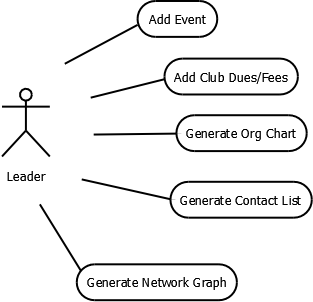 Add Event
Add Club Dues/Fees
Generate Org Chart
Leader
Generate Contact List
Generate Network Graph